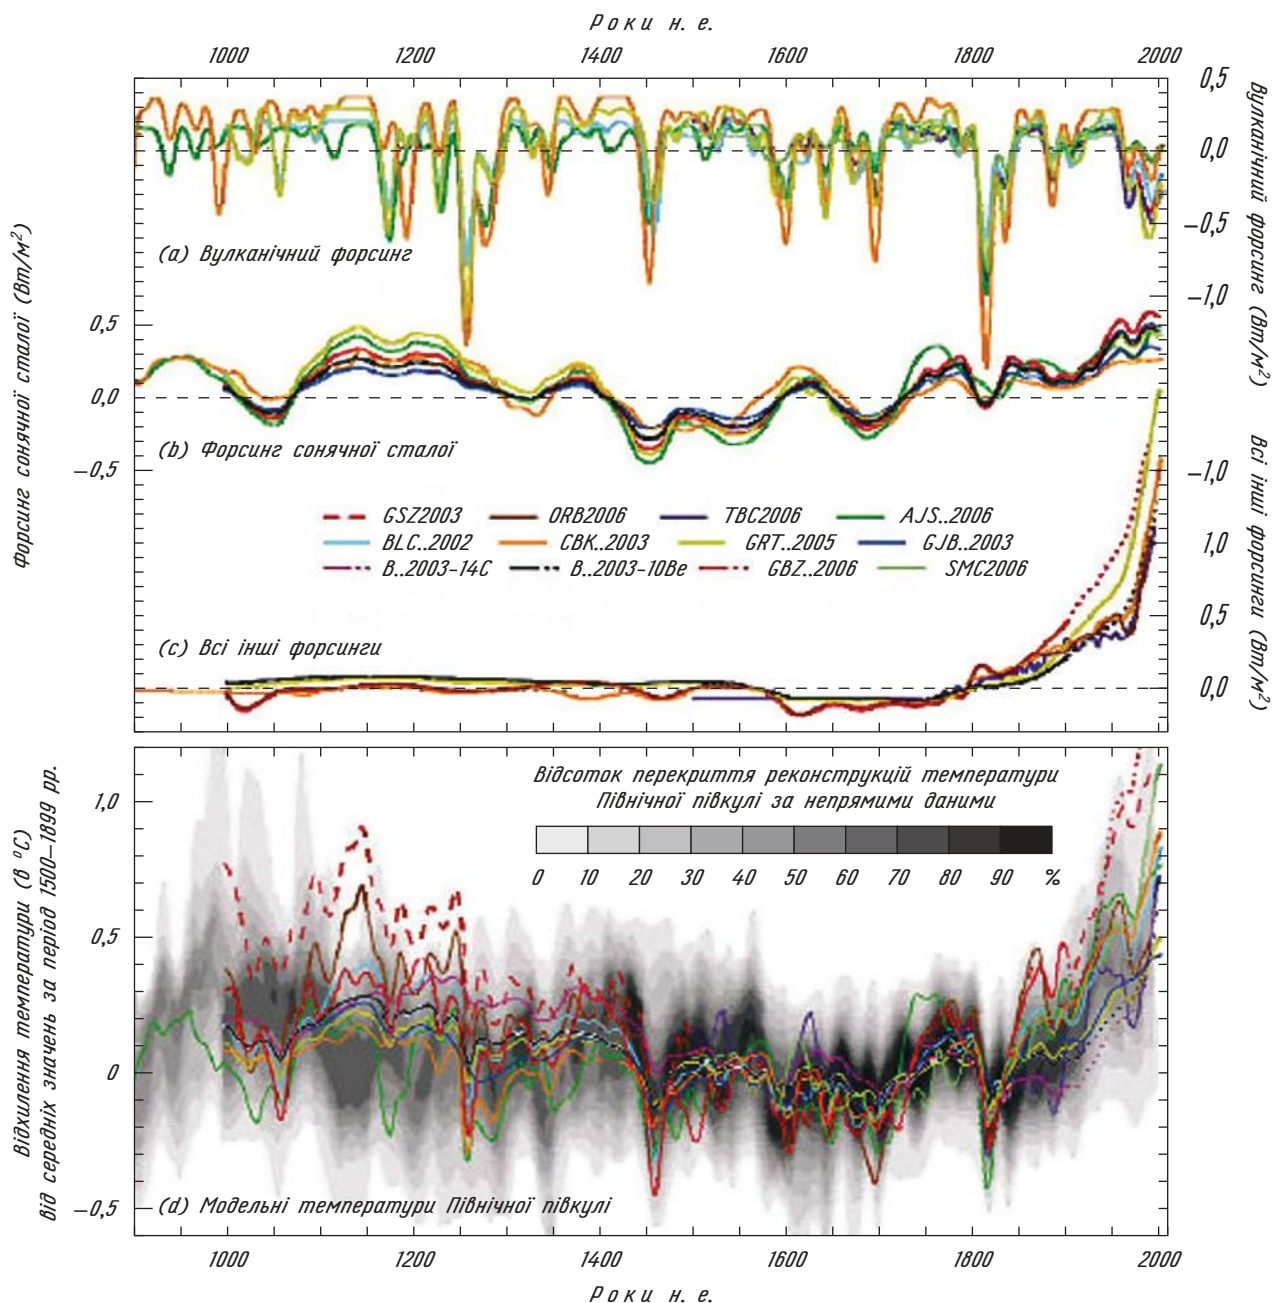 Роки н. е.
1000 1200 1400 1600 1800 2000
0,5
0,0
−0,5
−1,0
Вулканічний форсинг (Вт/м²)
(a) Вулканічний форсинг
Форсинг сонячної сталої (Вт/м²)
0,5
0,0
−0,5
(b) Форсинг сонячної сталої
GSZ2003 ORB2006 TBC2006 AJS..2006
BLC..2002 CBK..2003 GRT..2005 GJB..2003
B..2003-14C B..2003-10Be GBZ..2006 SMC2006
−1,0
1,0
0,5
0,0
Всі інші форсинги (Вт/м²)
(c) Всі інші форсинги
Відсоток перекриття реконструкцій температури
Північної півкулі за непрямими даними
0 10 20 30 40 50 60 70 80 90 %
Відхилення температури (в °C)
від середніх значень за період 1500–1899 рр.
1,0
0,5
0
−0,5
(d) Модельні температури Північної півкулі
1000 1200 1400 1600 1800 2000
Роки н. е.